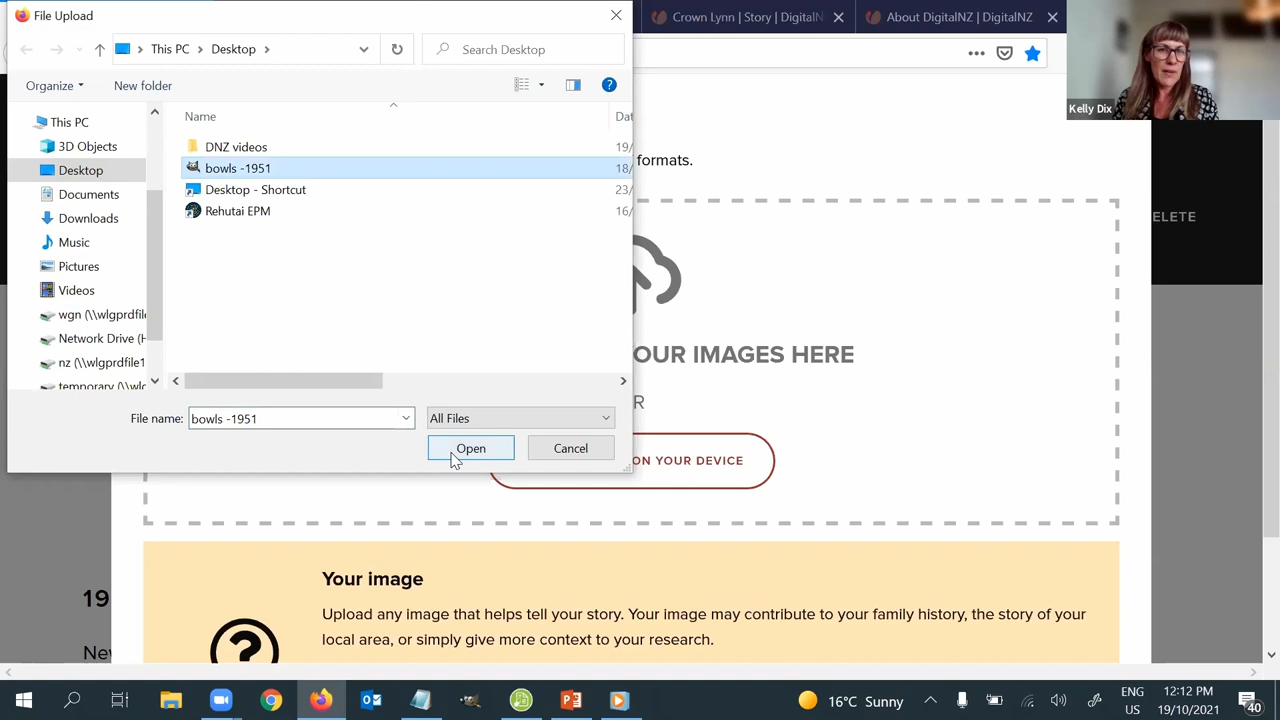 File Upload
Crown Lynn | Story | DigitalN
About DigitalNZ | DigitalNZ
This PC
Desktop
Search Desktop
Organize
New folder
Kelly Dix
This PC
3D Objects
Desktop
Documents
Downloads
Music
Pictures
Videos
wgn (\\wlgprdfile
Network Drive (H
nz (\\wlgprdfile1
temporary (\\wlg
Name
Dat
DNZ videos
19/
bowls -1951
18/
Desktop - Shortcut
23/
Rehutai EPM
16/
formats.
ELETE
OUR IMAGES HERE
R
File name:
bowls -1951
All Files
Open
Cancel
ON YOUR DEVICE
Your image
Upload any image that helps tell your story. Your image may contribute to your family history, the story of your
local area, or simply give more context to your research.
?
19
New
16°C Sunny
ENG
US
12:12 PM
19/10/2021
40